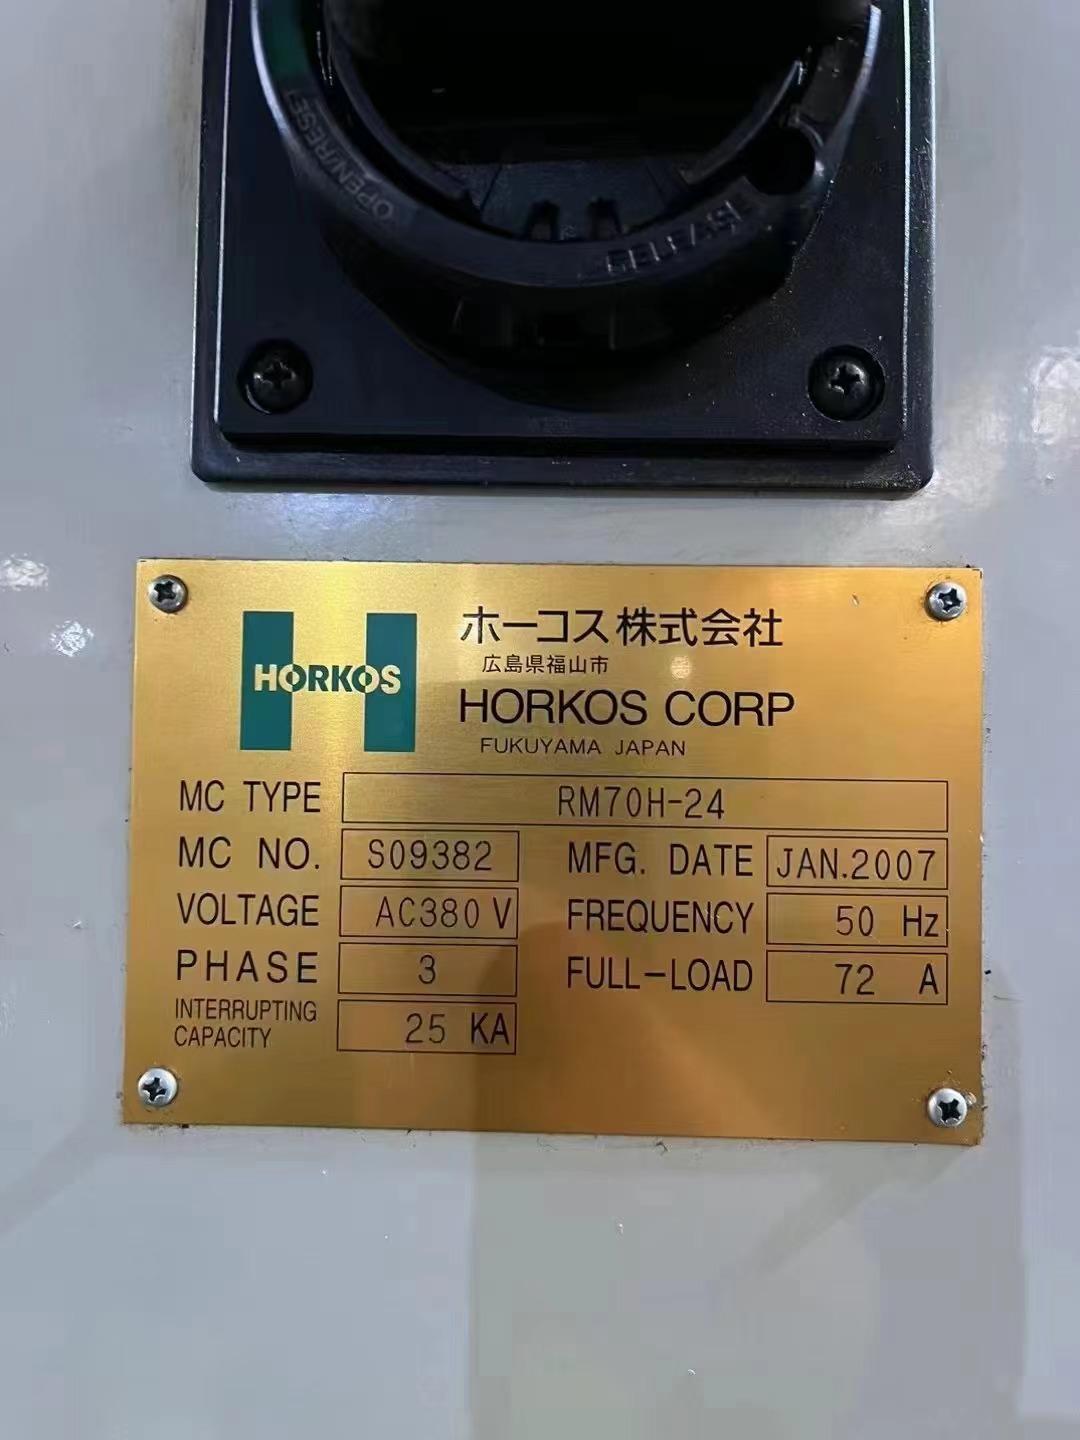 OPEN/RESET
RELEASE
ホーコス株式会社
広島県福山市
HORKOS
HORKOS CORP
FUKUYAMA JAPAN
MC TYPE RM70H-24
MC NO. S09382 MFG. DATE JAN.2007
VOLTAGE AC380 V FREQUENCY 50 Hz
PHASE 3 FULL-LOAD 72 A
INTERRUPTING
CAPACITY 25 KA